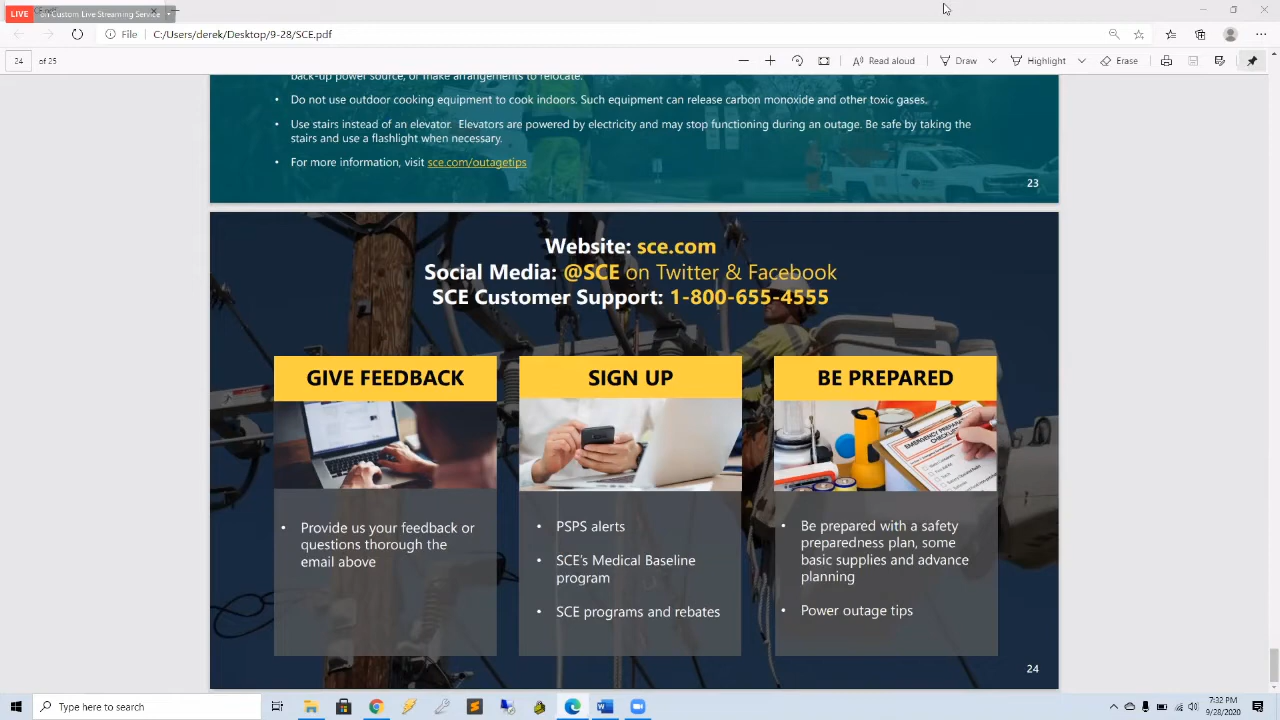 LIVE on Custom Live Streaming Service
File C:/Users/derek/Desktop/9-28/SCE.pdf
24 of 25
Read aloud Draw Highlight Erase
back-up power source, or make arrangements to relocate.
• Do not use outdoor cooking equipment to cook indoors. Such equipment can release carbon monoxide and other toxic gases.
• Use stairs instead of an elevator. Elevators are powered by electricity and may stop functioning during an outage. Be safe by taking the
stairs and use a flashlight when necessary.
• For more information, visit sce.com/outagetips
23
Website: sce.com
Social Media: @SCE on Twitter & Facebook
SCE Customer Support: 1-800-655-4555
GIVE FEEDBACK
• Provide us your feedback or
questions thorough the
email above
SIGN UP
• PSPS alerts
• SCE's Medical Baseline
program
• SCE programs and rebates
BE PREPARED
• Be prepared with a safety
preparedness plan, some
basic supplies and advance
planning
• Power outage tips
24
Type here to search
7:32 PM
9/28/2020